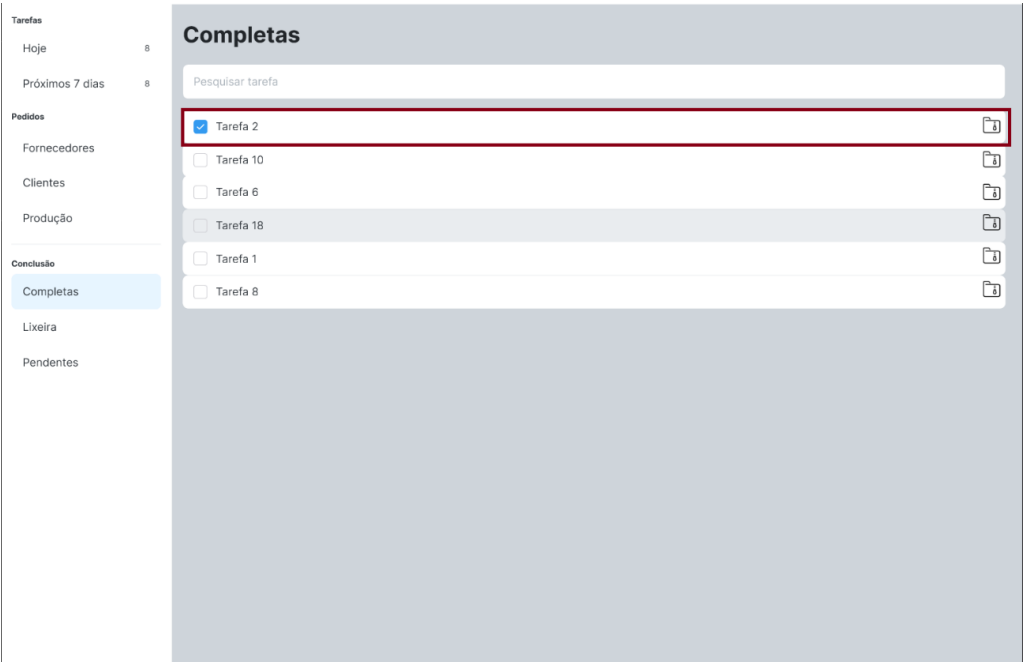 Tarefas
Hoje 8
Próximos 7 dias 8
Pedidos
Fornecedores
Clientes
Produção
Conclusão
Completas
Lixeira
Pendentes
Completas
Pesquisar tarefa
Tarefa 2
Tarefa 10
Tarefa 6
Tarefa 18
Tarefa 1
Tarefa 8